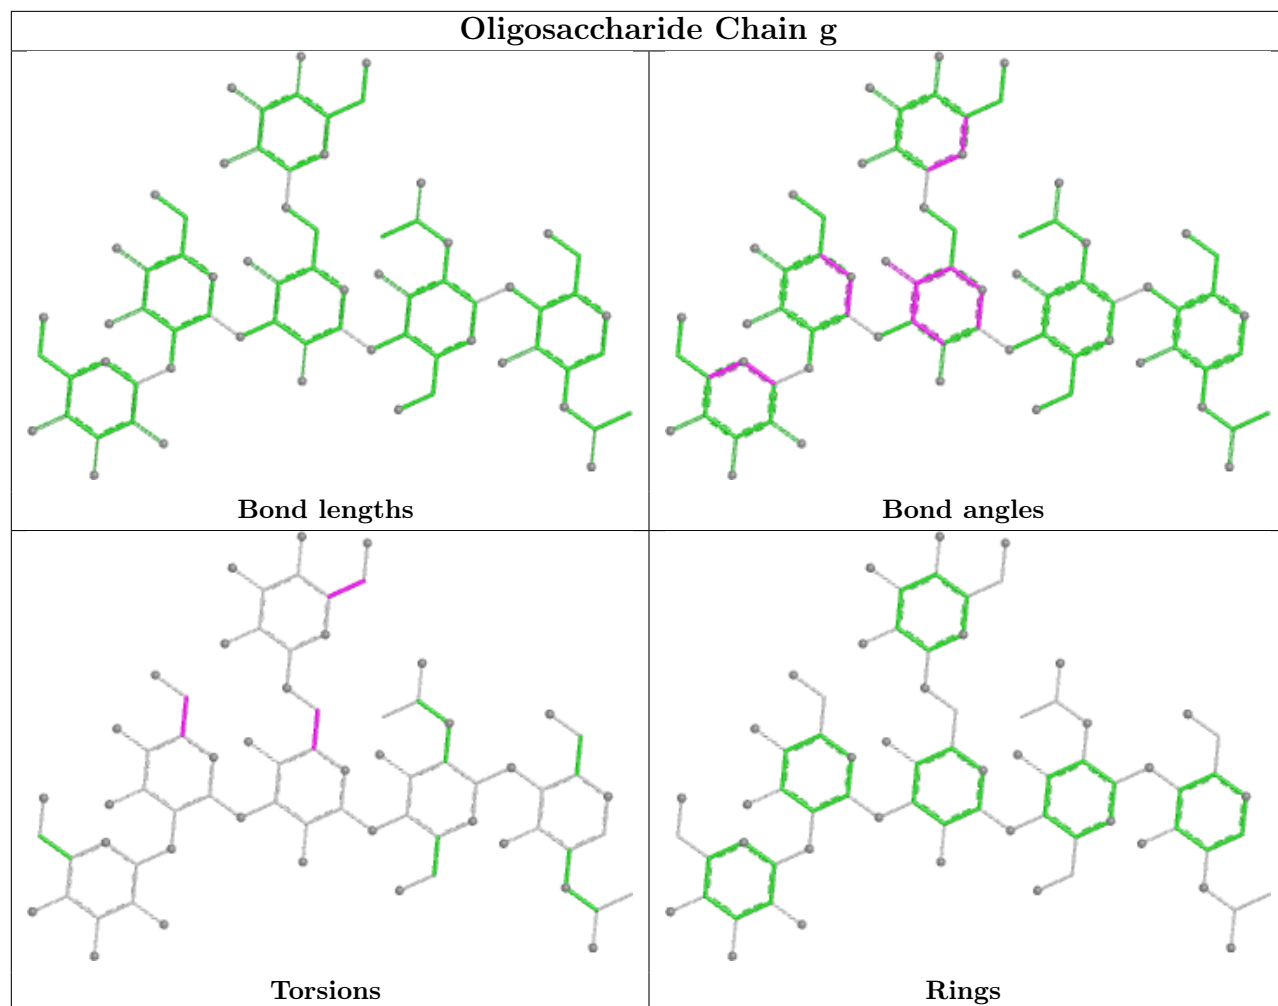 Oligosaccharide Chain g
Bond lengths
Bond angles
Torsions
Rings